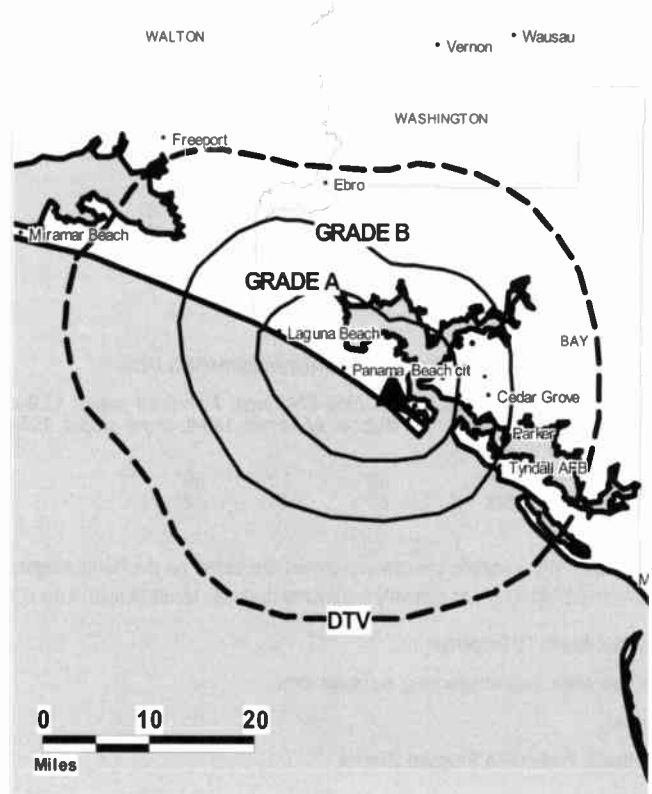 WALTON
Wausau
Vernon
WASHINGTON
Freeport
Ebro
GRADE B
Miramar Beach
GRADE A
Laguna Beach
BAY
Panama Beach cit
Cedar Grove
Parker
Tyndall AFB
M
DTV
0 10 20
Miles